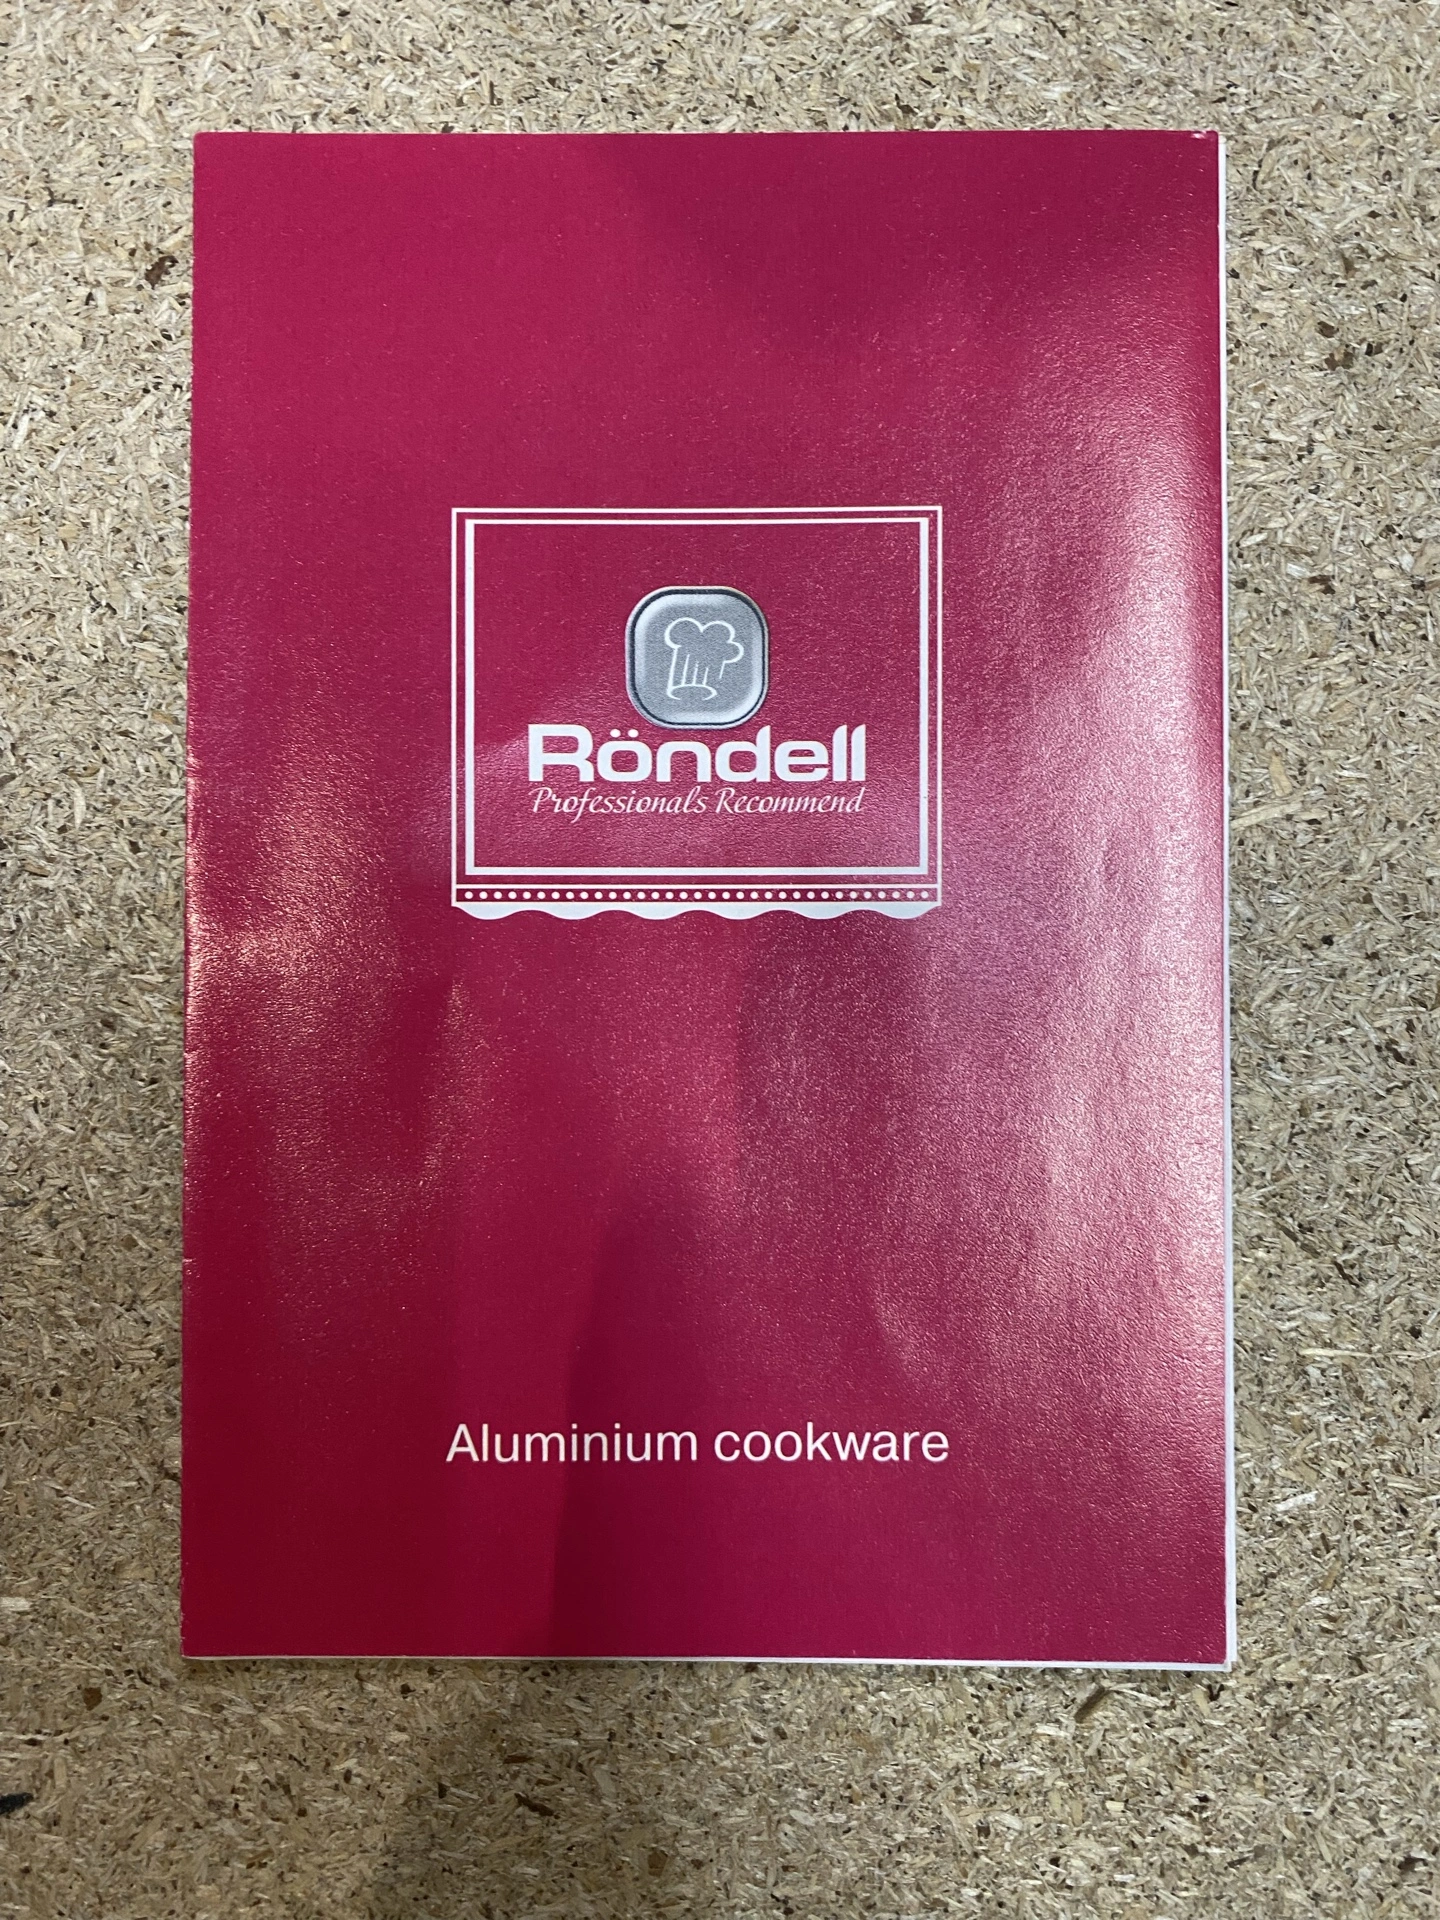 Röndell
Professionals Recommend
Aluminium cookware